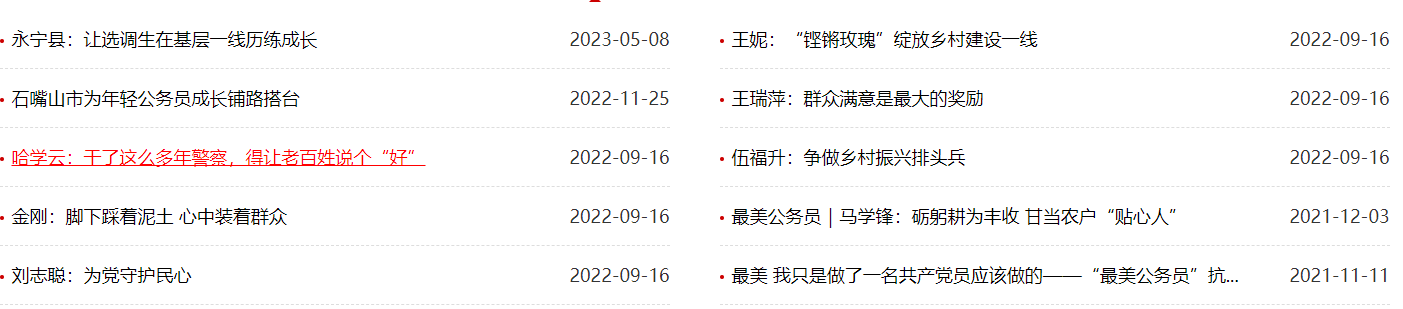 永宁县：让选调生在基层一线历练成长 2023-05-08
石嘴山市为年轻公务员成长铺路搭台 2022-11-25
哈学云：干了这么多年警察，得让老百姓说个“好” 2022-09-16
金刚：脚下踩着泥土 心中装着群众 2022-09-16
刘志聪：为党守护民心 2022-09-16
王妮：“铿锵玫瑰”绽放乡村建设一线 2022-09-16
王瑞萍：群众满意是最大的奖励 2022-09-16
伍福升：争做乡村振兴排头兵 2022-09-16
最美公务员 | 马学锋：砺躬耕为丰收 甘当农户“贴心人” 2021-12-03
最美 我只是做了一名共产党员应该做的——“最美公务员”抗... 2021-11-11